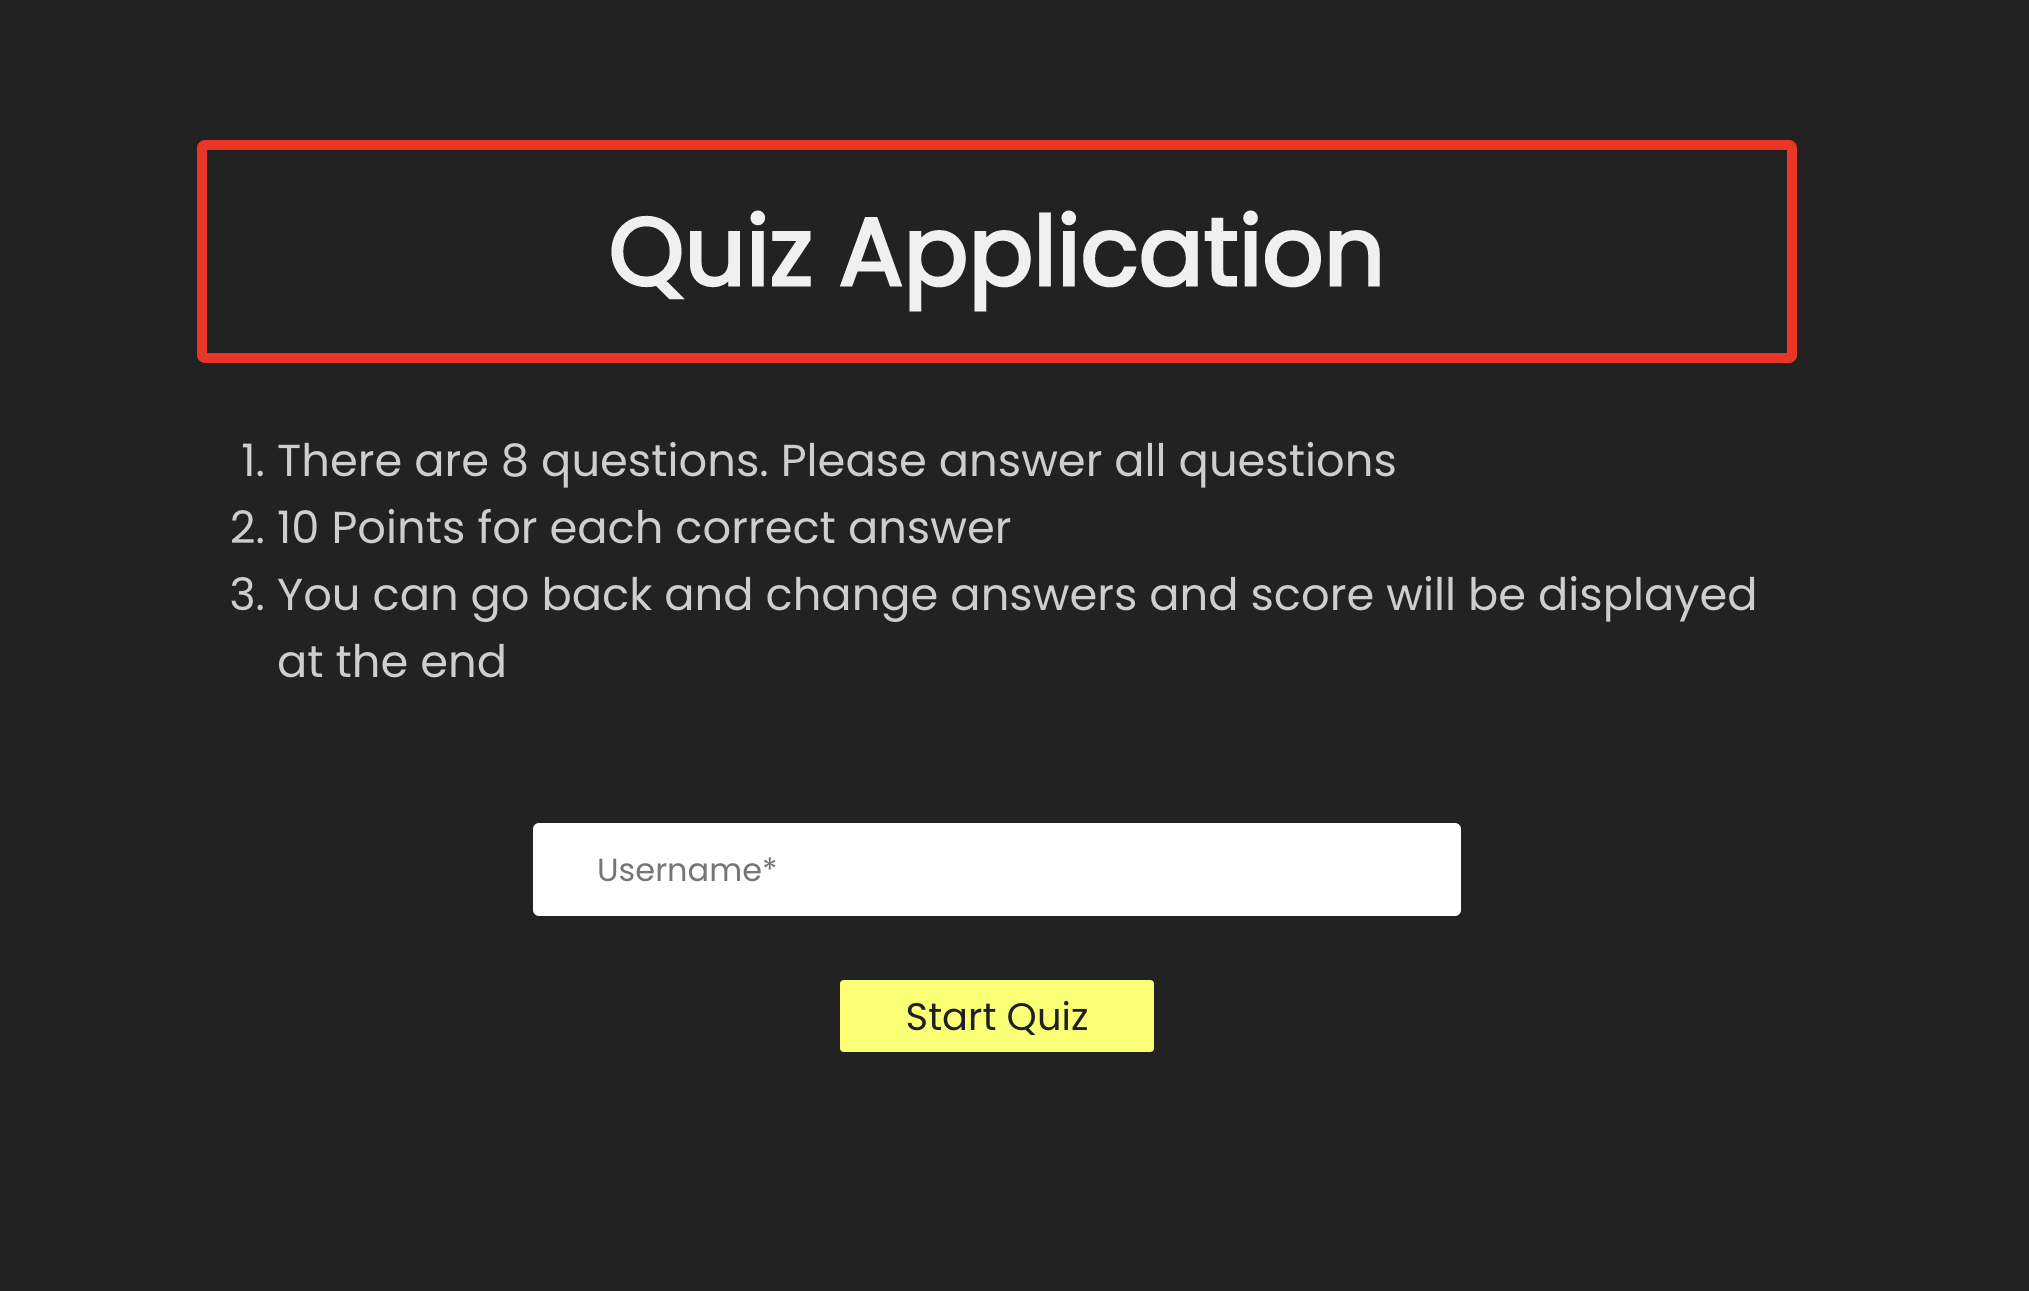 Quiz Application
1. There are 8 questions. Please answer all questions
2. 10 Points for each correct answer
3. You can go back and change answers and score will be displayed
at the end
Username*
Start Quiz